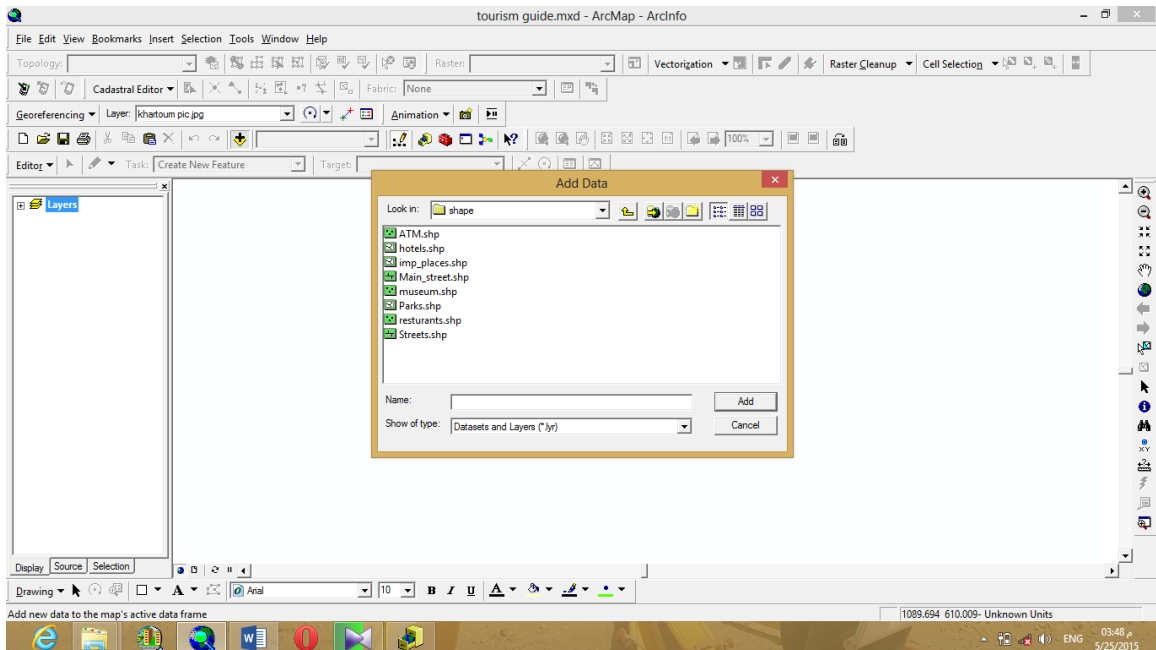 tourism guide.mxd - ArcMap - ArcInfo
File Edit View Bookmarks Insert Selection Tools Window Help
Topology: Raster: Vectorization Raster Cleanup Cell Selection
Cadastral Editor Fabric: None
Georeferencing Layer: khartoum pic.jpg Animation
100%
Editor Task: Create New Feature Target:
Layers
Add Data
Look in: shape
ATM.shp
hotels.shp
imp_places.shp
Main_street.shp
museum.shp
Parks.shp
resturants.shp
Streets.shp
Name: Add
Show of type: Datasets and Layers (*.lyr) Cancel
XY
Display Source Selection
Drawing A Arial 10 B I U A
Add new data to the map's active data frame 1089.694 610.009- Unknown Units
ENG 03:48 م
5/25/2015